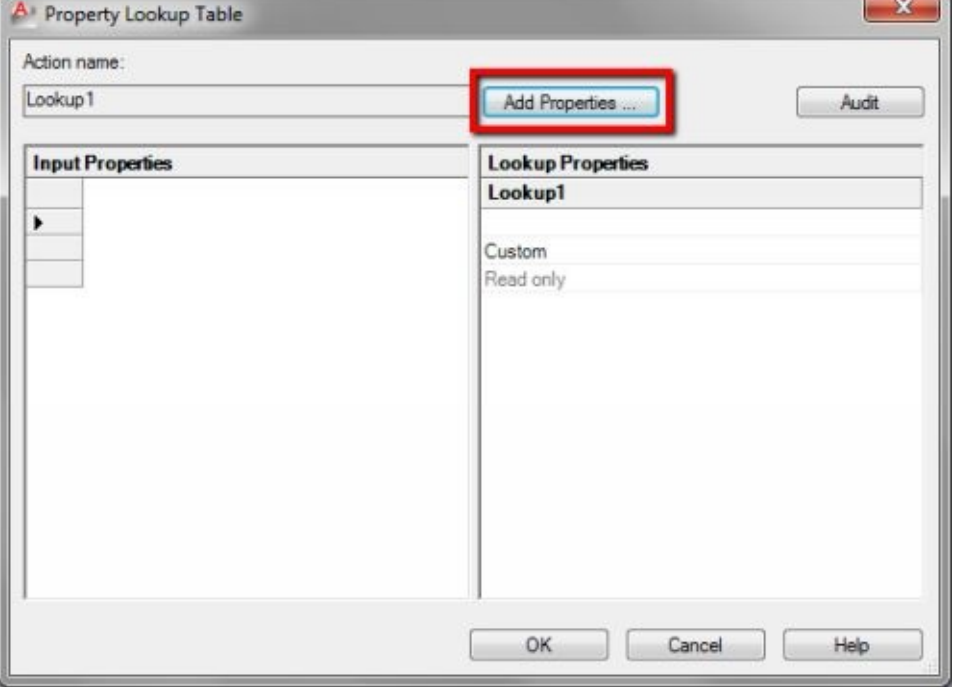 Property Lookup Table
Action name:
Lookup1
Add Properties ...
Audit
Input Properties
Lookup Properties
Lookup1
Custom
Read only
OK
Cancel
Help